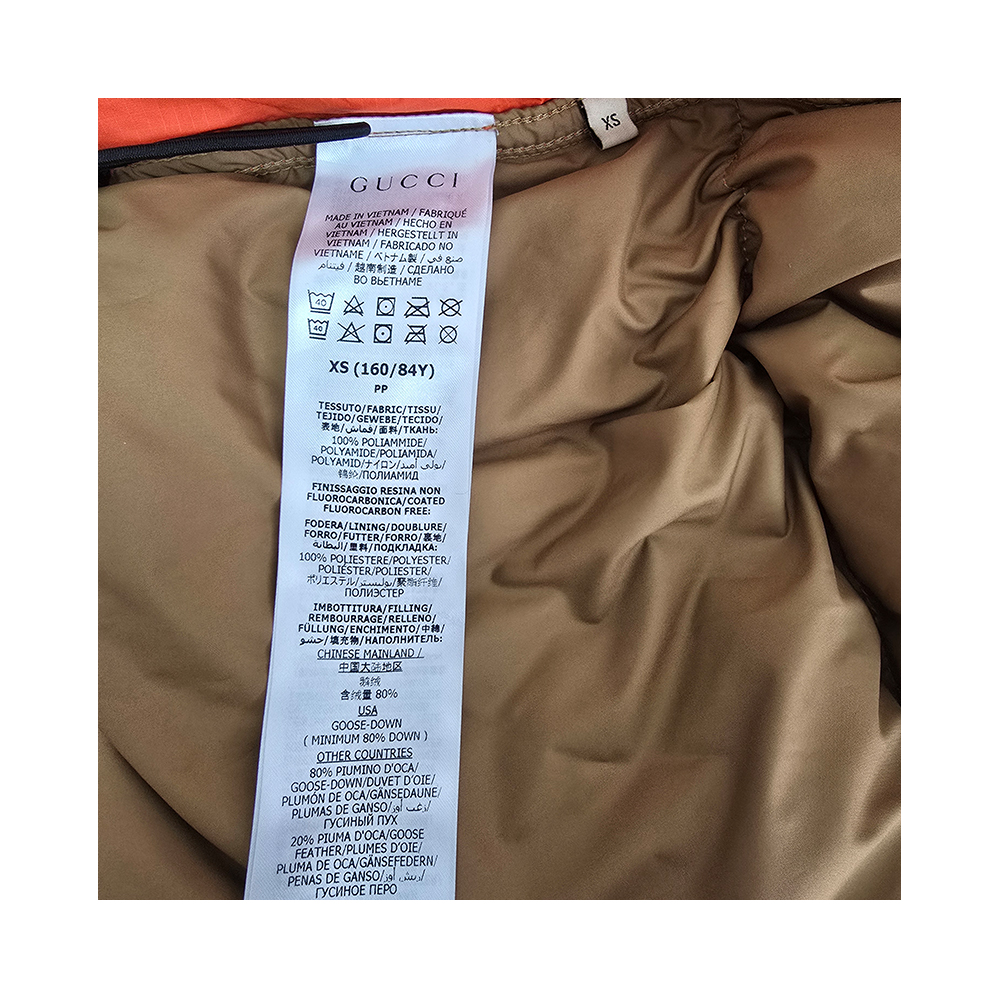 XS
GUCCI
MADE IN VIETNAM / FABRIQUÉ
AU VIETNAM / HECHO EN
VIETNAM / HERGESTELLT IN
VIETNAM / FABRICADO NO
VIETNAME / ベトナム製 / صنع في
فيتنام / 越南制造 / СДЕЛАНО
ВО ВЬЕТНАМЕ
40
40
XS (160/84Y)
PP
TESSUTO/FABRIC/TISSU/
TEJIDO/GEWEBE/TECIDO/
表地/قماش/面料/ТКАНЬ:
100% POLIAMMIDE/
POLYAMIDE/POLIAMIDA/
POLYAMID/ナイロン/بولي أميد/
锦纶/ПОЛИАМИД
FINISSAGGIO RESINA NON
FLUOROCARBONICA/COATED
FLUOROCARBON FREE:
FODERA/LINING/DOUBLURE/
FORRO/FUTTER/FORRO/裏地/
البطانة/里料/ПОДКЛАДКА:
100% POLIESTERE/POLYESTER/
POLIÉSTER/POLIESTER/
ポリエステル/بوليستر/聚酯纤维/
ПОЛИЭСТЕР
IMBOTTITURA/FILLING/
REMBOURRAGE/RELLENO/
FÜLLUNG/ENCHIMENTO/中綿/
حشو/填充物/НАПОЛНИТЕЛЬ:
CHINESE MAINLAND /
中国大陆地区
鹅绒
含绒量 80%
USA
GOOSE-DOWN
( MINIMUM 80% DOWN )
OTHER COUNTRIES
80% PIUMINO D'OCA/
GOOSE-DOWN/DUVET D'OIE/
PLUMÓN DE OCA/GÄNSEDAUNE/
PLUMAS DE GANSO/زغب أوز/
ГУСИНЫЙ ПУХ
20% PIUMA D'OCA/GOOSE
FEATHER/PLUMES D'OIE/
PLUMA DE OCA/GÄNSEFEDERN/
PENAS DE GANSO/ريش أوز/
ГУСИНОЕ ПЕРО